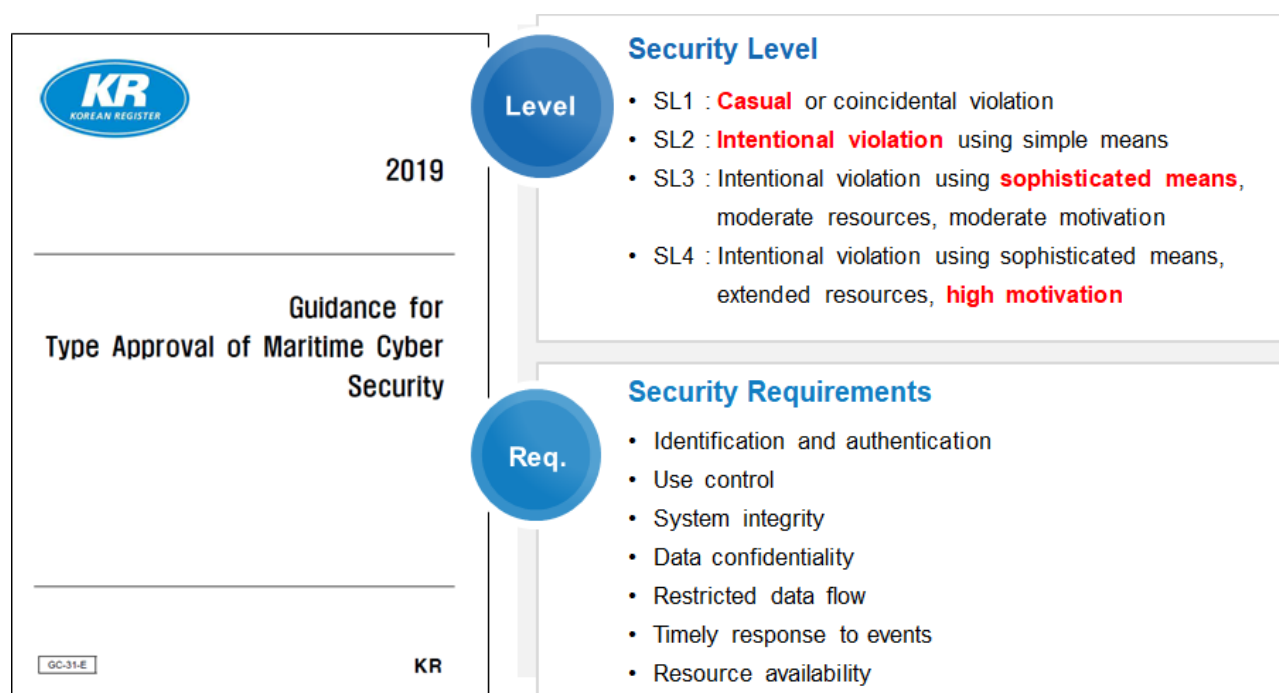 KR
KOREAN REGISTER
2019
Guidance for
Type Approval of Maritime Cyber
Security
GC-31-E
KR
Level
Security Level
• SL1 : Casual or coincidental violation
• SL2 : Intentional violation using simple means
• SL3 : Intentional violation using sophisticated means,
moderate resources, moderate motivation
• SL4 : Intentional violation using sophisticated means,
extended resources, high motivation
Req.
Security Requirements
• Identification and authentication
• Use control
• System integrity
• Data confidentiality
• Restricted data flow
• Timely response to events
• Resource availability